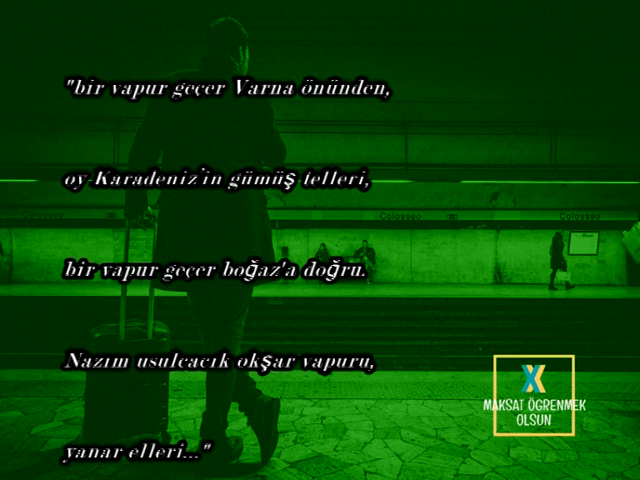 "bir vapur geçer Varna önünden,
oy Karadeniz'in gümüş telleri,
Colosseo
Colosseo
Colosseo
bir vapur geçer boğaz'a doğru.
Nazım usulcacık okşar vapuru,
MAKSAT ÖĞRENMEK
OLSUN
yanar elleri..."